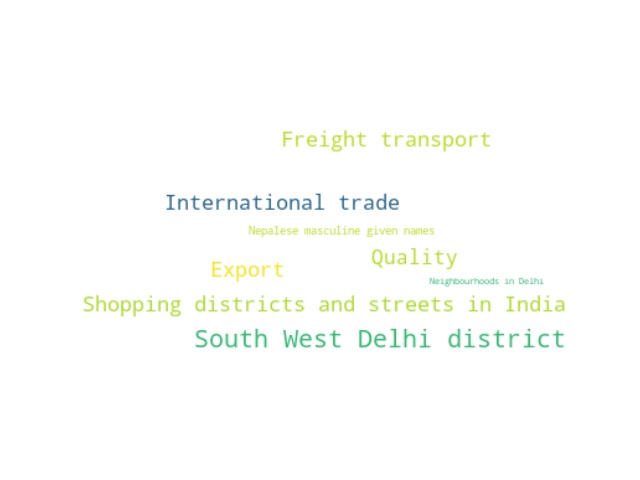 Freight transport
International trade
Nepalese masculine given names
Quality
Export
Neighbourhoods in Delhi
Shopping districts and streets in India
South West Delhi district